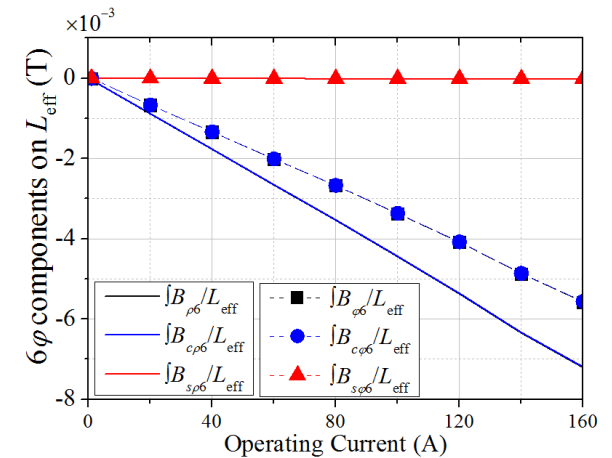 ×10⁻³
6φ components on L_eff (T)
0
-2
-4
-6
-8
0 40 80 120 160
Operating Current (A)
∫B_ρ6/L_eff
∫B_cρ6/L_eff
∫B_sρ6/L_eff
∫B_φ6/L_eff
∫B_cφ6/L_eff
∫B_sφ6/L_eff